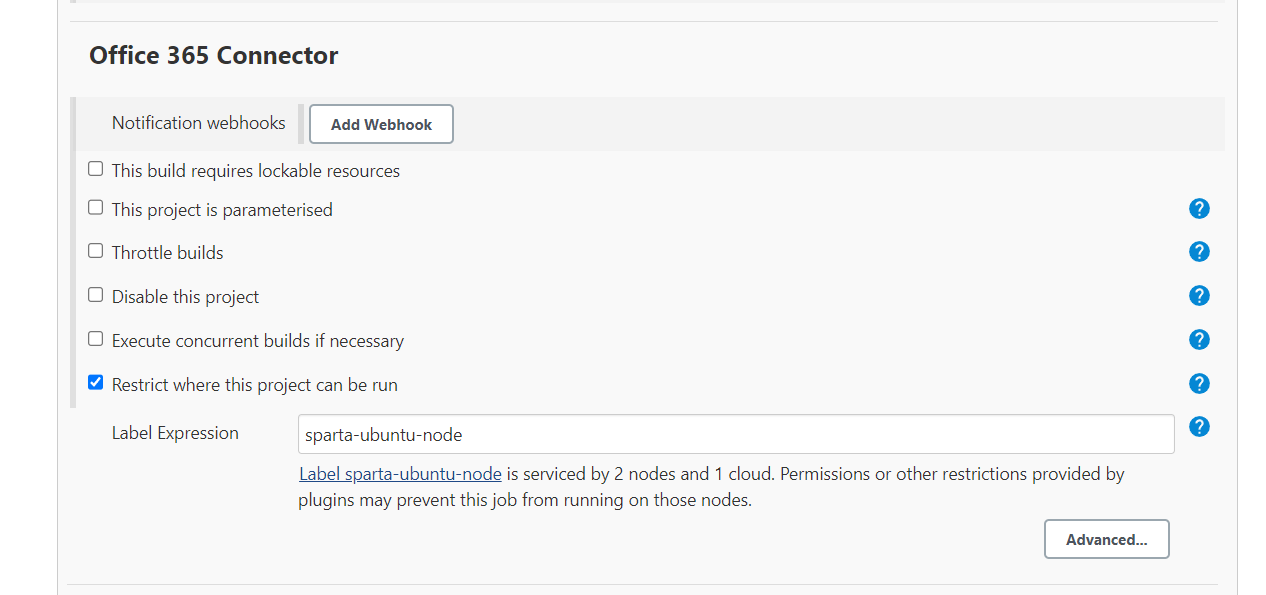 Office 365 Connector
Notification webhooks Add Webhook
This build requires lockable resources
This project is parameterised ?
Throttle builds ?
Disable this project ?
Execute concurrent builds if necessary ?
Restrict where this project can be run ?
Label Expression sparta-ubuntu-node ?
Label sparta-ubuntu-node is serviced by 2 nodes and 1 cloud. Permissions or other restrictions provided by
plugins may prevent this job from running on those nodes.
Advanced...